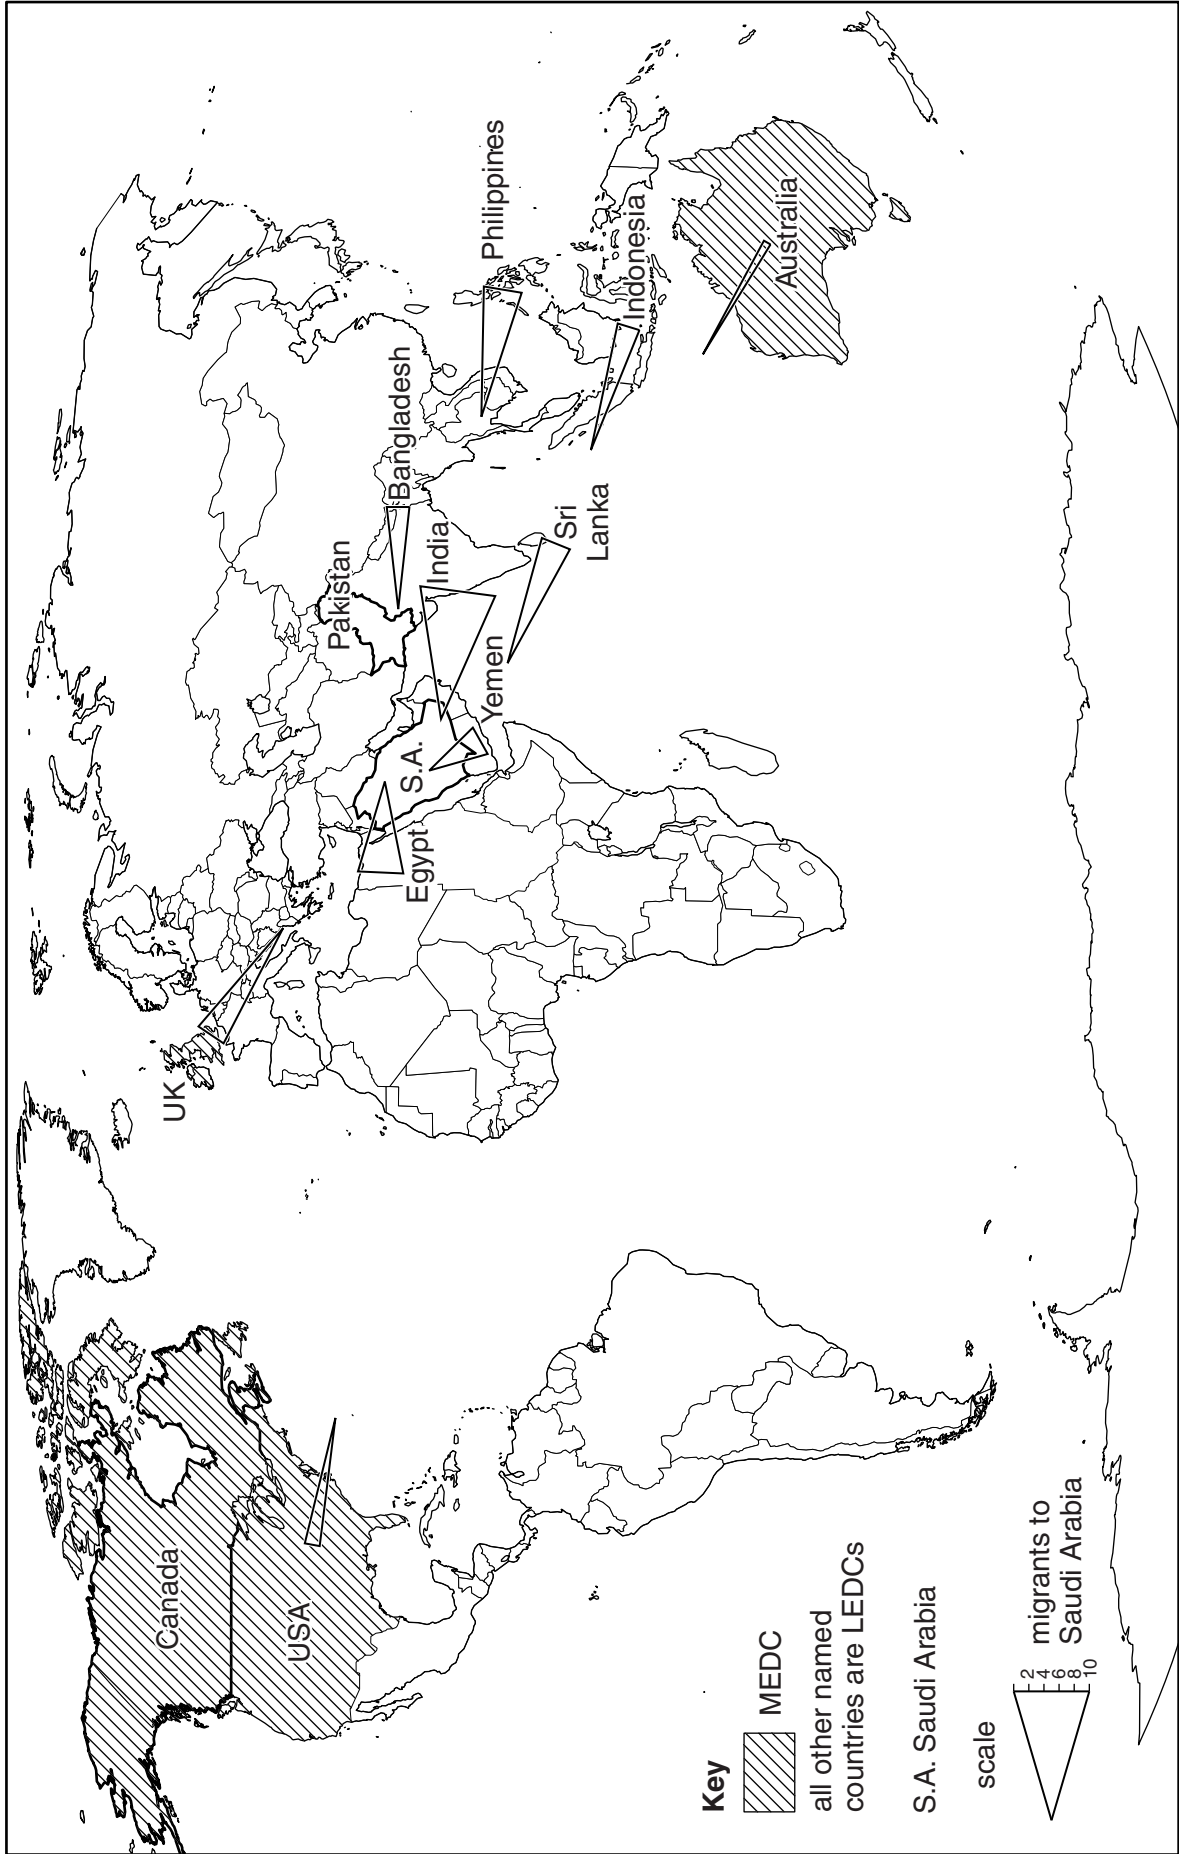 Canada
USA
UK
Egypt
S.A.
Yemen
Pakistan
India
Bangladesh
Sri
Lanka
Philippines
Indonesia
Australia
Key
MEDC
all other named
countries are LEDCs
S.A. Saudi Arabia
scale
2
4
6
8
10
migrants to
Saudi Arabia